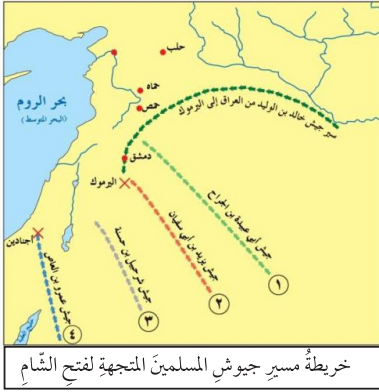 حلب
حماه
حمص
بحر الروم
(البحر المتوسط)
سير جيش خالد بن الوليد من العراق إلى اليرموك
دمشق
اليرموك
جيش أبي عبيدة بن الجراح
جيش يزيد بن أبي سفيان
جيش شرحبيل بن حسنة
جيش عمرو بن العاص
أجنادين
١
٢
٣
٤
خريطةُ مسيرِ جيوشِ المسلمينَ المتجهةِ لفتحِ الشّامِ